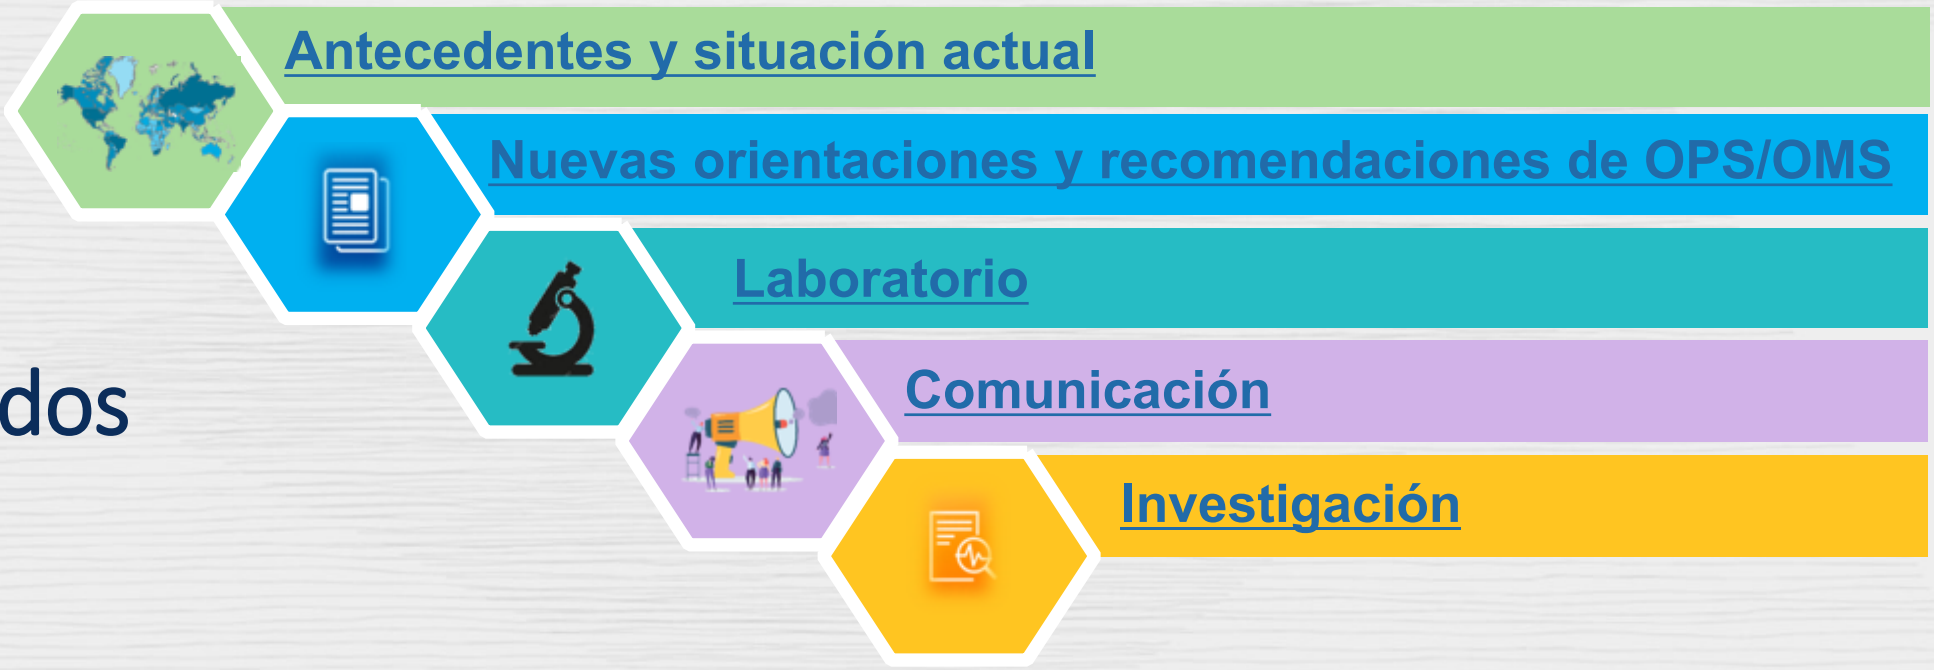 Antecedentes y situación actual
Nuevas orientaciones y recomendaciones de OPS/OMS
Laboratorio
dos
Comunicación
Investigación